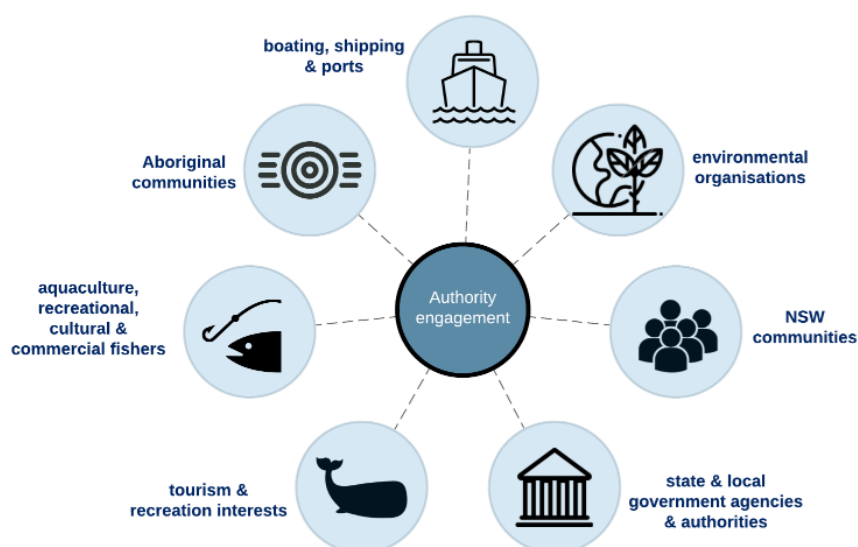 boating, shipping
& ports
environmental
organisations
NSW
communities
state & local
government agencies
& authorities
tourism &
recreation interests
aquaculture,
recreational,
cultural &
commercial fishers
Aboriginal
communities
Authority
engagement